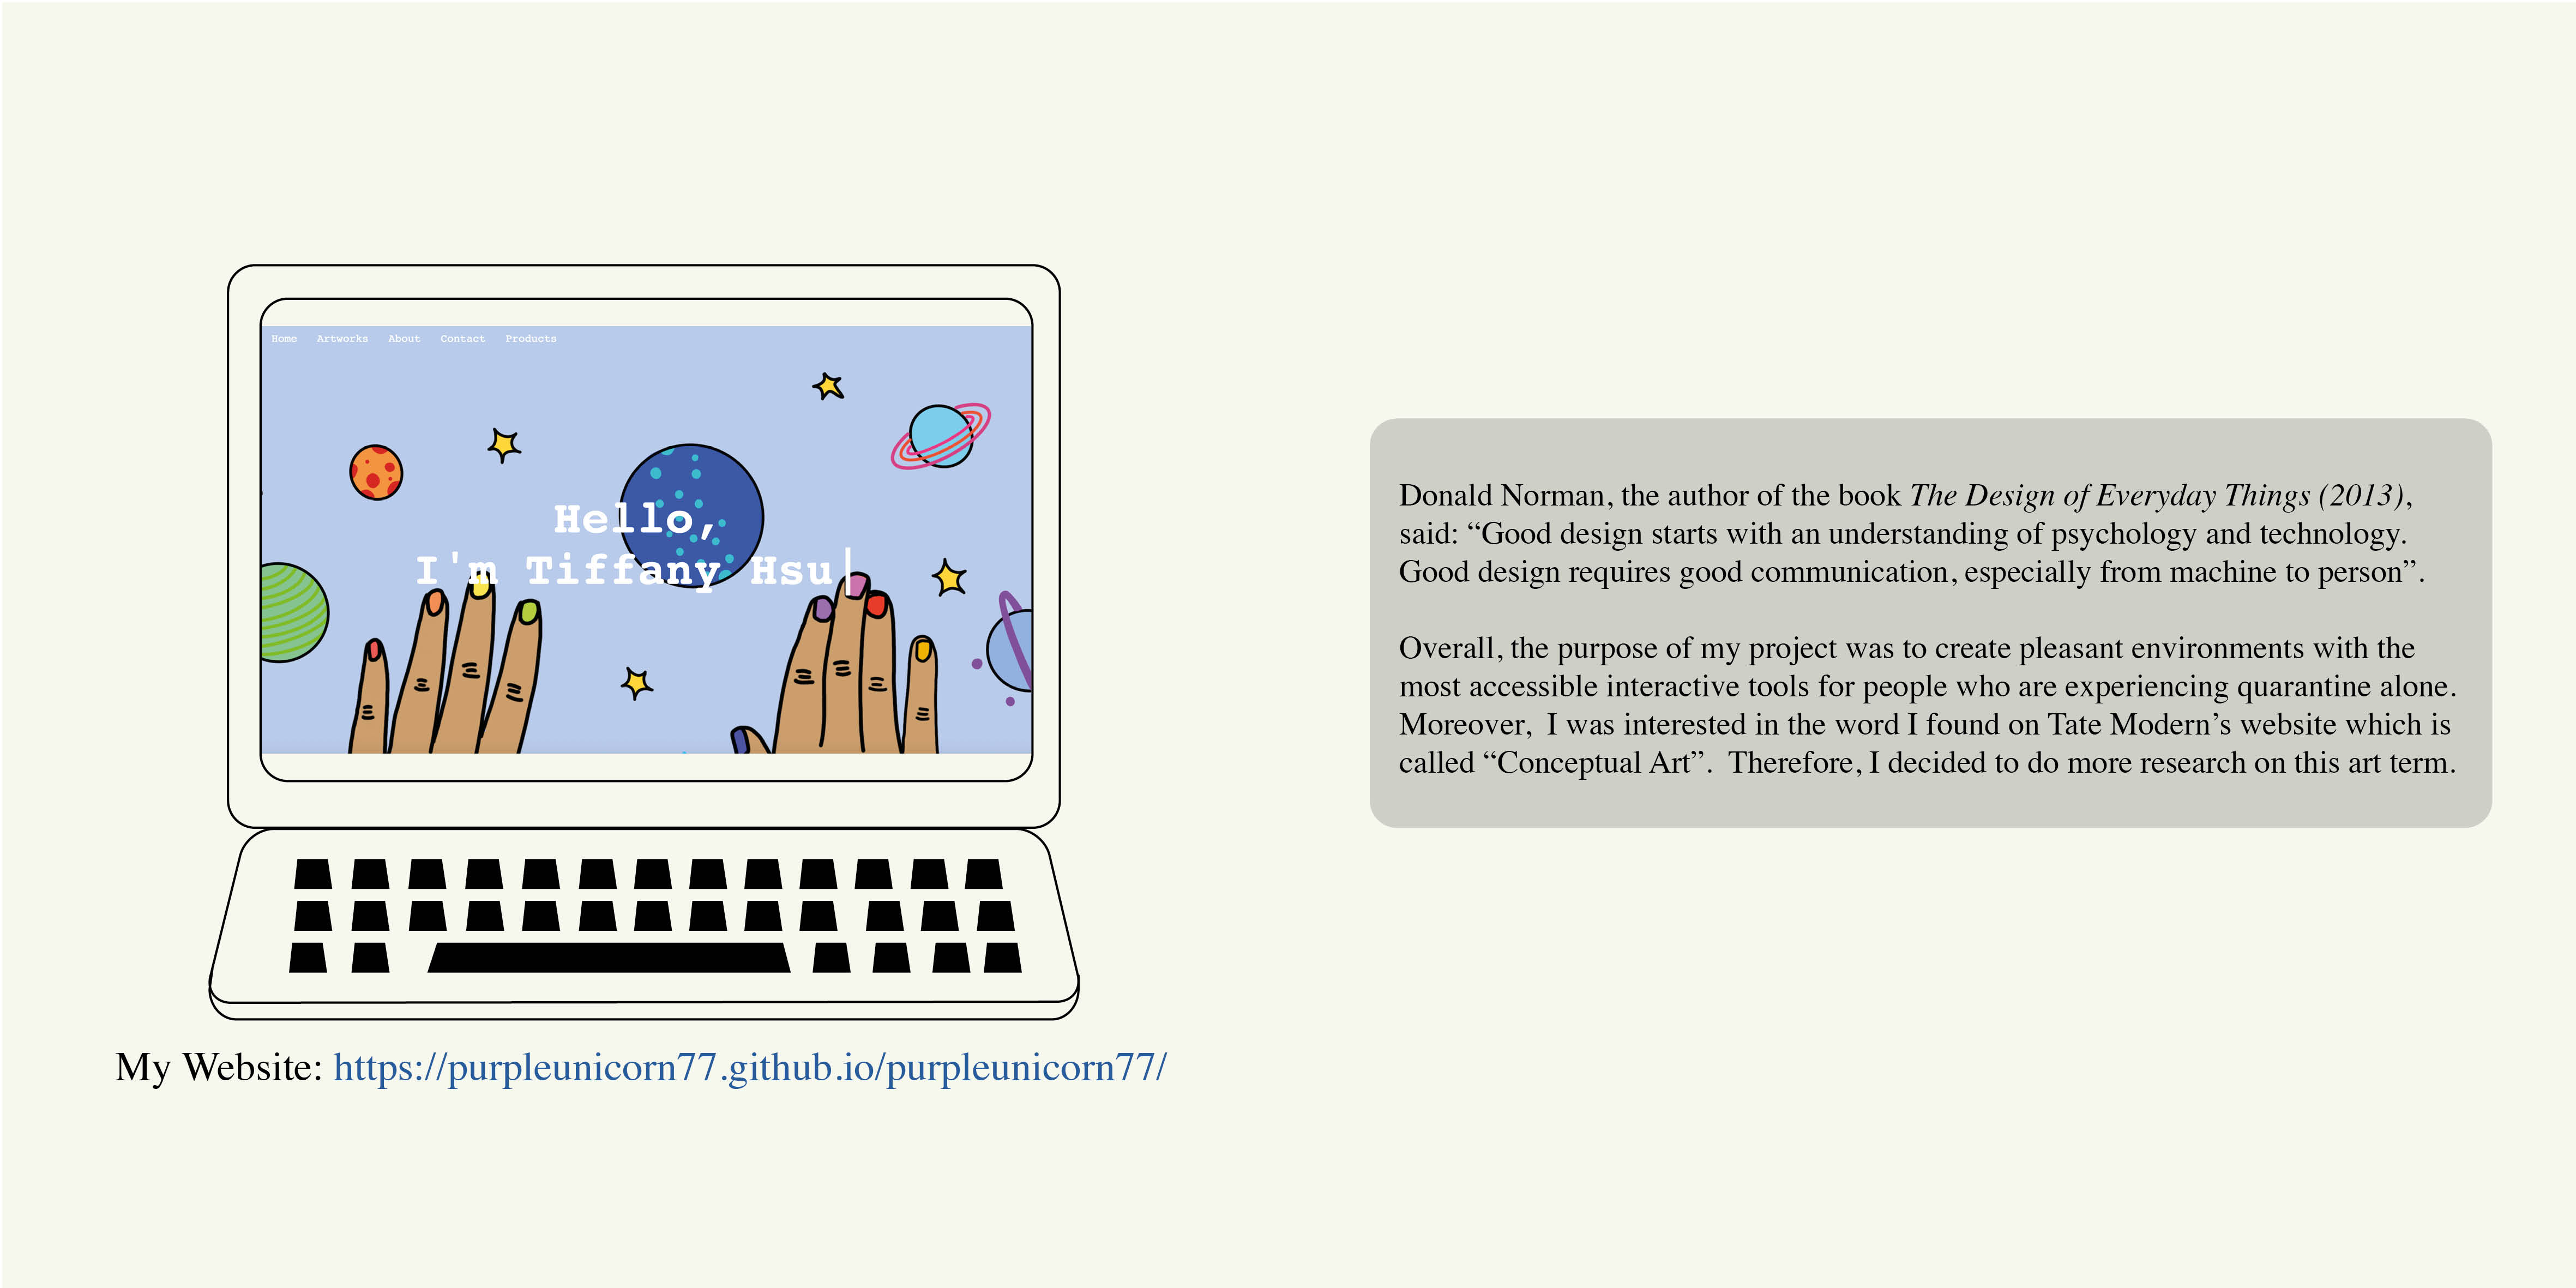 Home Artworks About Contact Products
Hello,
I'm Tiffany Hsu|
My Website: https://purpleunicorn77.github.io/purpleunicorn77/
Donald Norman, the author of the book The Design of Everyday Things (2013),
said: “Good design starts with an understanding of psychology and technology.
Good design requires good communication, especially from machine to person”.
Overall, the purpose of my project was to create pleasant environments with the
most accessible interactive tools for people who are experiencing quarantine alone.
Moreover,  I was interested in the word I found on Tate Modern’s website which is
called “Conceptual Art”.  Therefore, I decided to do more research on this art term.